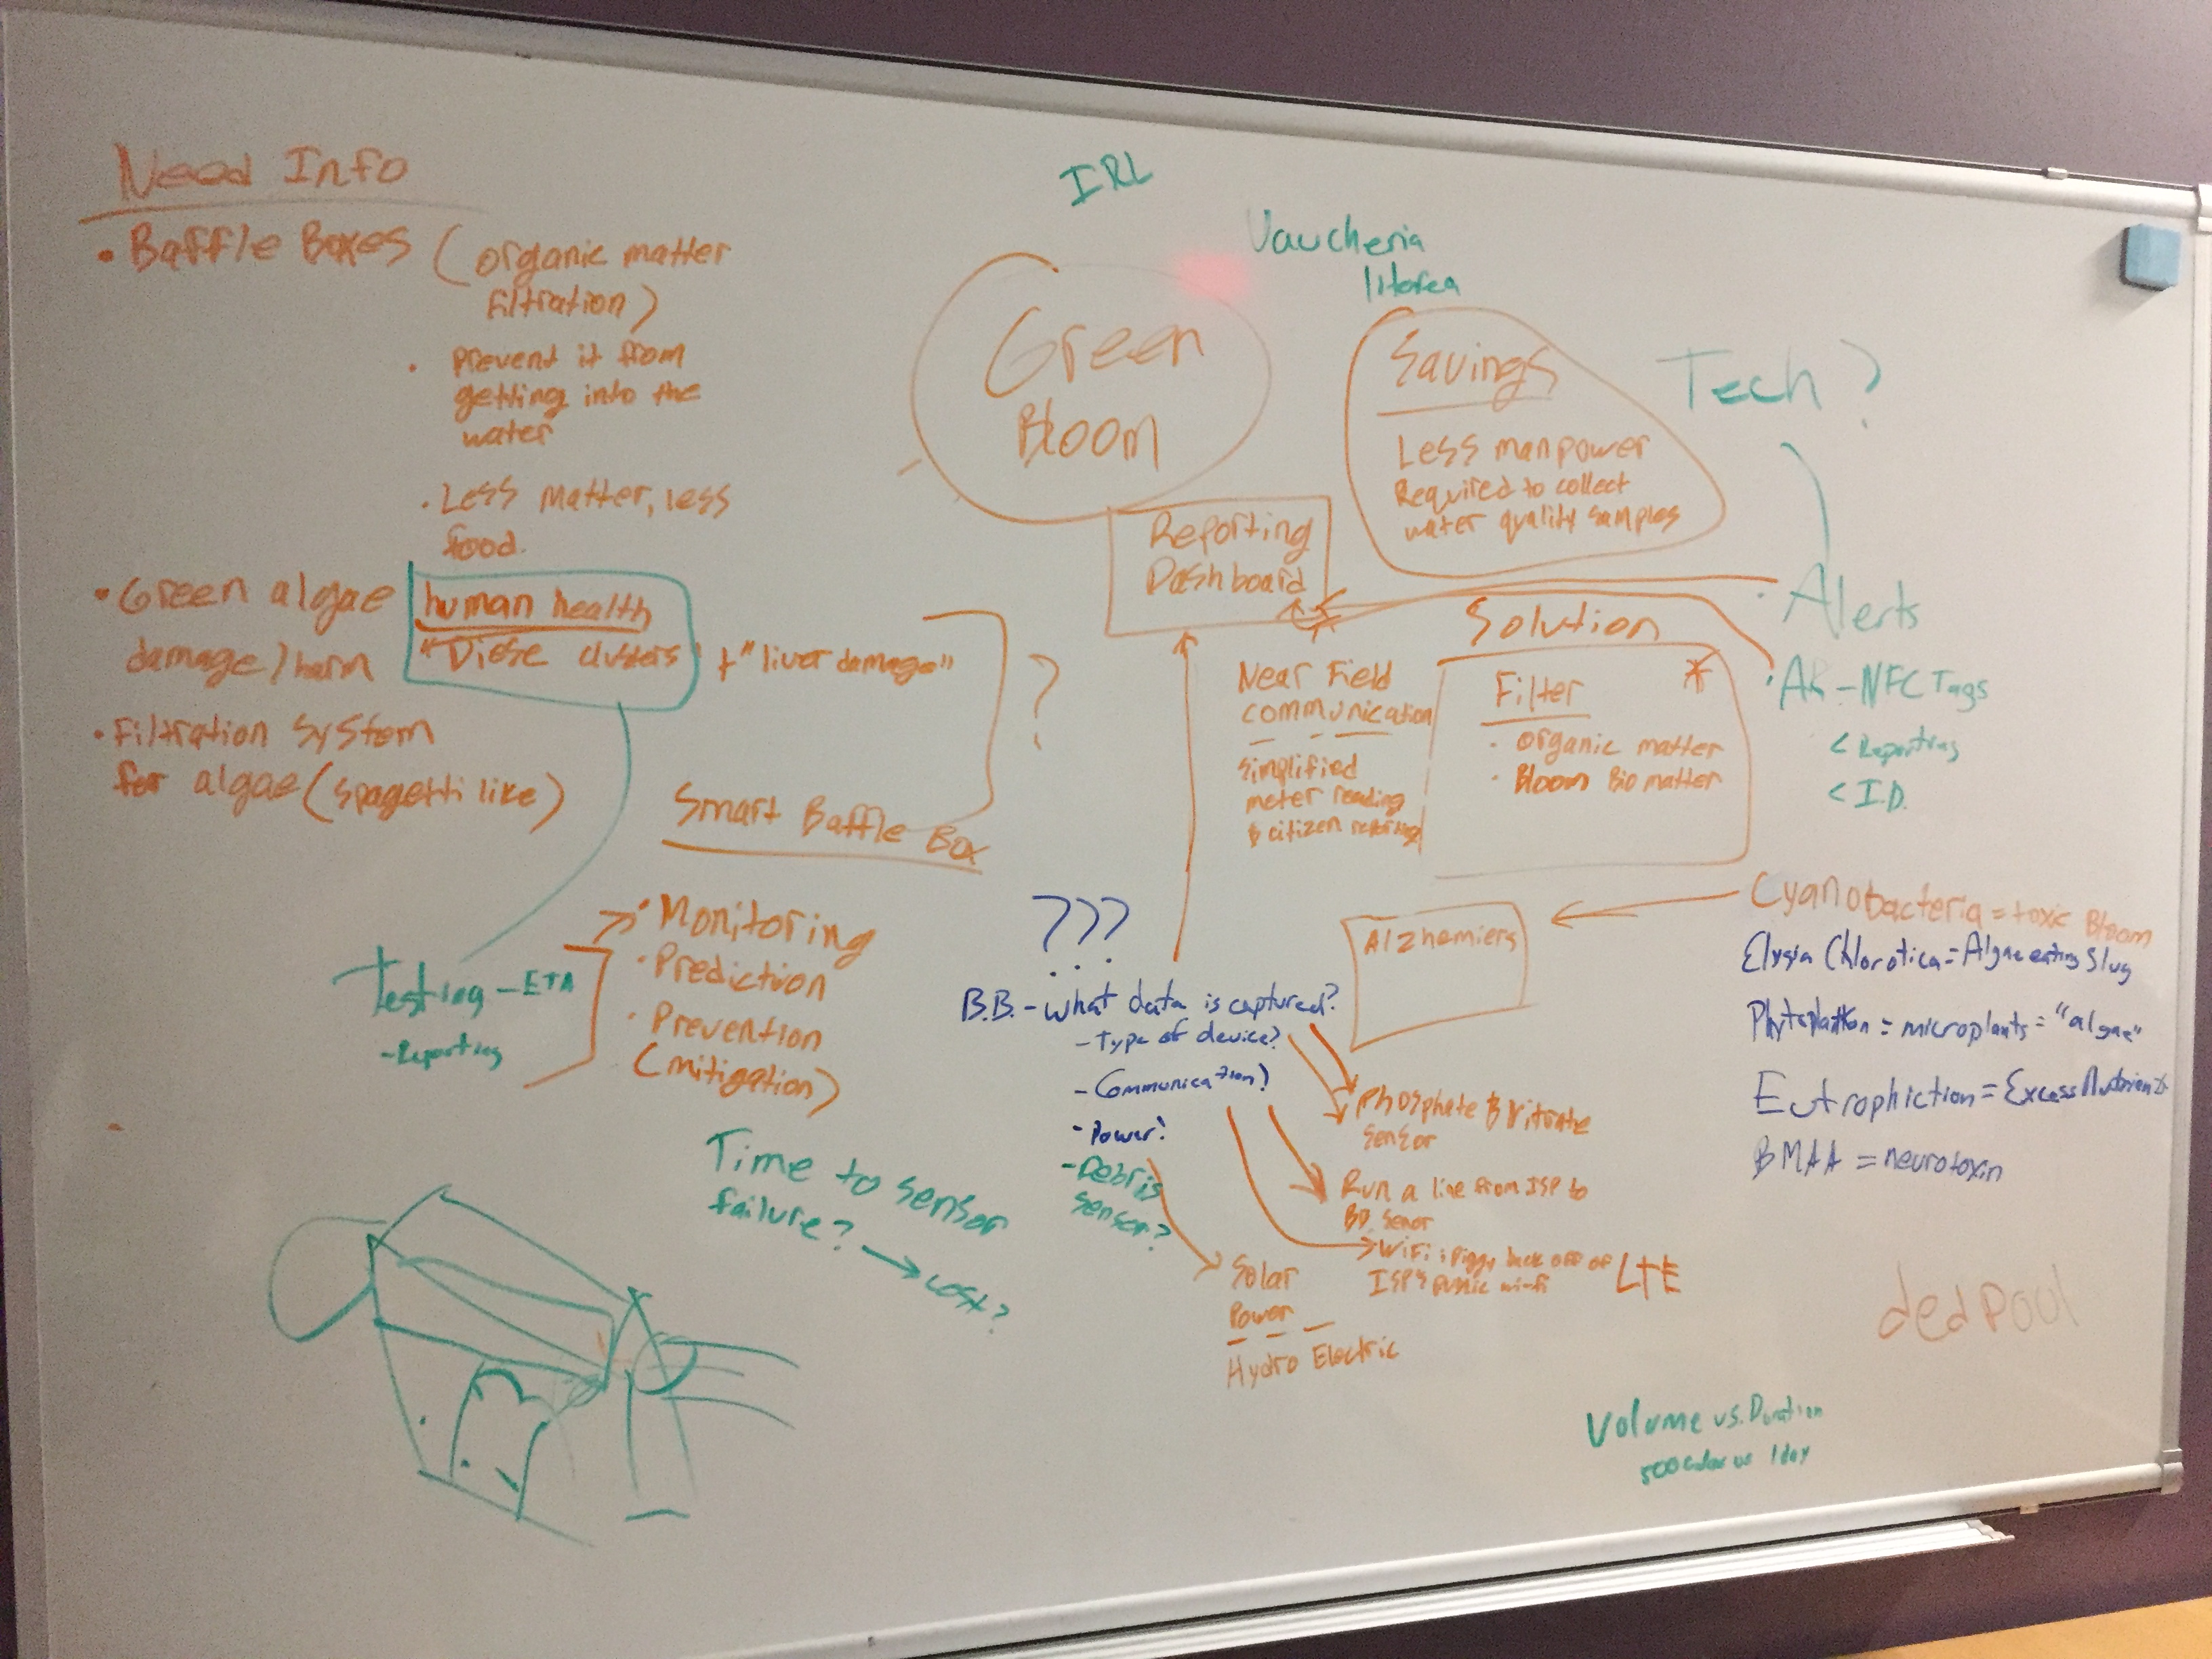 Need Info
• Baffle Boxes (organic matter
filtration)
• Prevent it from
getting into the
water
• Less matter, less
food.
• Green algae
damage/harm
human health
"Diese clusters" + "liver damage"
?
• Filtration System
for algae (spagetti like)
Smart Baffle Box
Testing - ETA
- Reporting
• Monitoring
• Prediction
• Prevention
(mitigation)
Time to sensor
failure? → cost?
IRL
Vaucheria
litorea
Green
Bloom
Reporting
Dashboard
Savings
Less manpower
Required to collect
water quality samples
Near Field
communication
simplified
meter reading
& citizen reporting
Solution
Filter
• organic matter
• Bloom Bio matter
Tech?
• Alerts
• AR - NFC Tags
< Reporting
< I.D.
???
B.B. - what data is captured?
- Type of device?
- Communication?
- Power?
- Debris
sensor?
Alzhemiers
Phosphate & Nitrate
sensor
Run a line from ISP to
BB. Senor
WiFi : Piggy back off of
ISP's public wi-fi
LTE
Solar
Power
Hydro Electric
Cyanobacteria = toxic Bloom
Elysia Chlorotica = Algae eating Slug
Phytoplankton = microplants = "algae"
Eutrophiction = Excess Nutrients
BMAA = neurotoxin
dedpoul
Volume vs. Duration
1 day